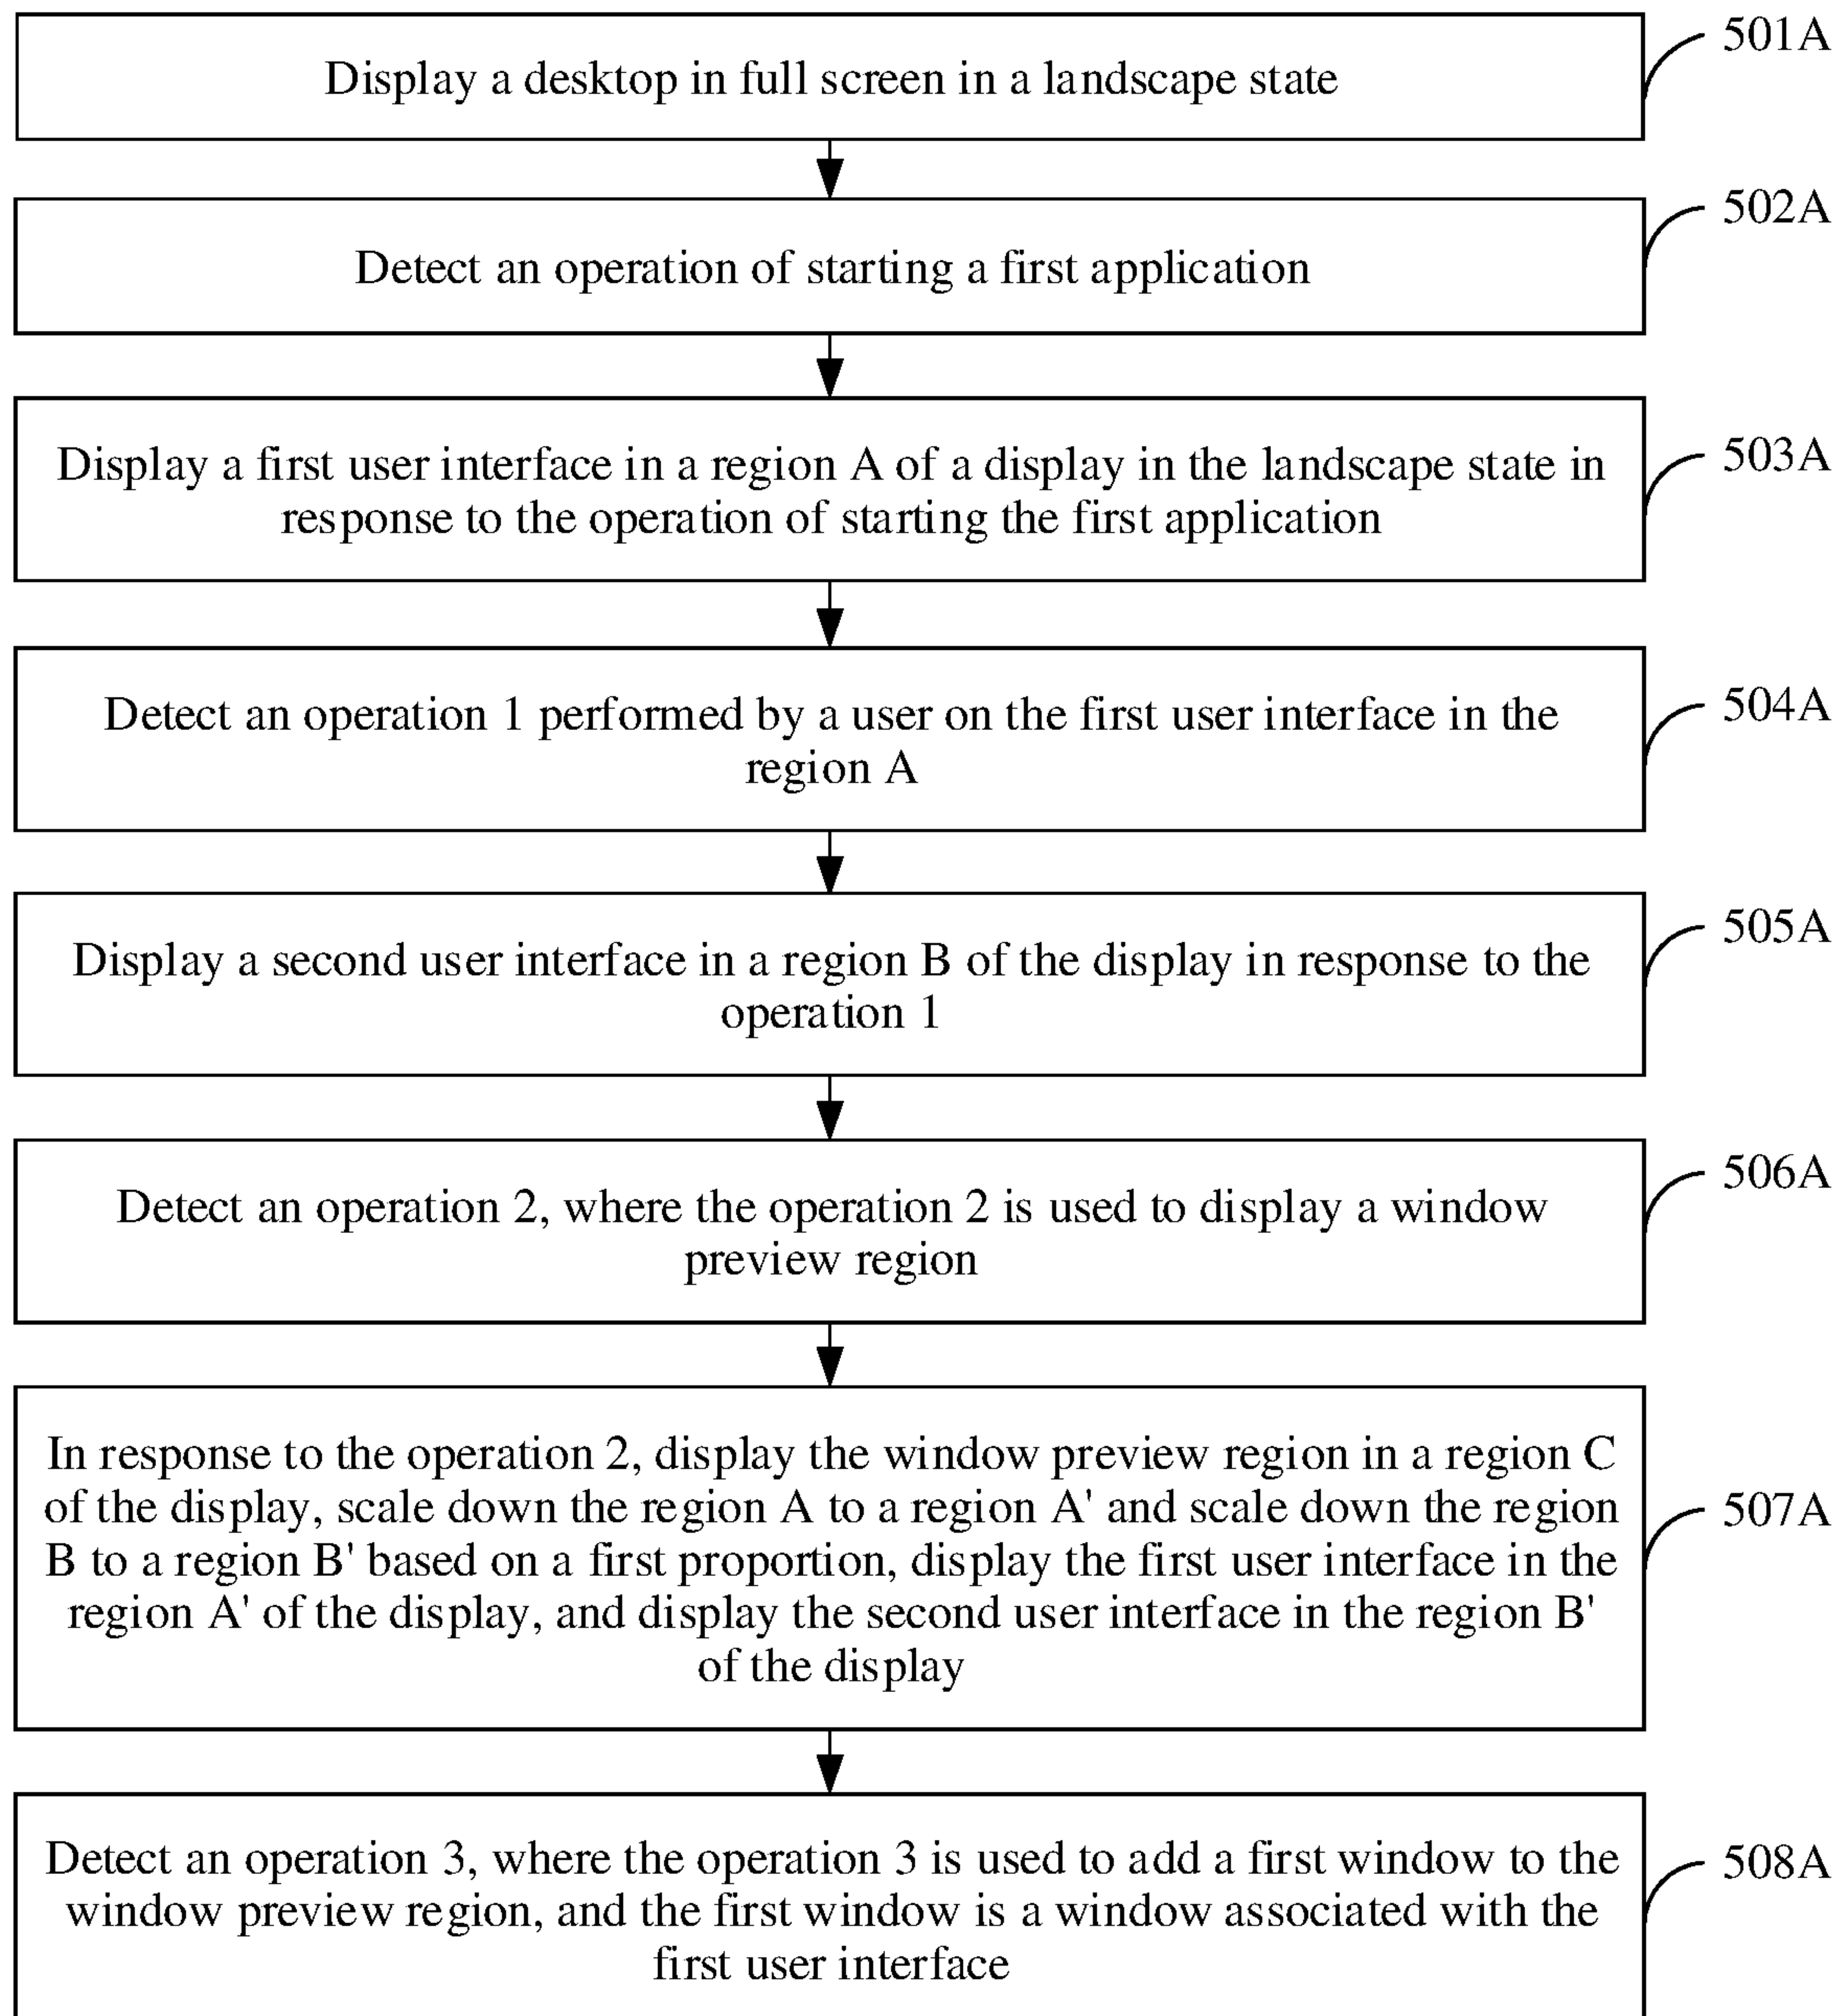 Display a desktop in full screen in a landscape state
501A
Detect an operation of starting a first application
502A
Display a first user interface in a region A of a display in the landscape state in
response to the operation of starting the first application
503A
Detect an operation 1 performed by a user on the first user interface in the
region A
504A
Display a second user interface in a region B of the display in response to the
operation 1
505A
Detect an operation 2, where the operation 2 is used to display a window
preview region
506A
In response to the operation 2, display the window preview region in a region C
of the display, scale down the region A to a region A' and scale down the region
B to a region B' based on a first proportion, display the first user interface in the
region A' of the display, and display the second user interface in the region B'
of the display
507A
Detect an operation 3, where the operation 3 is used to add a first window to the
window preview region, and the first window is a window associated with the
first user interface
508A